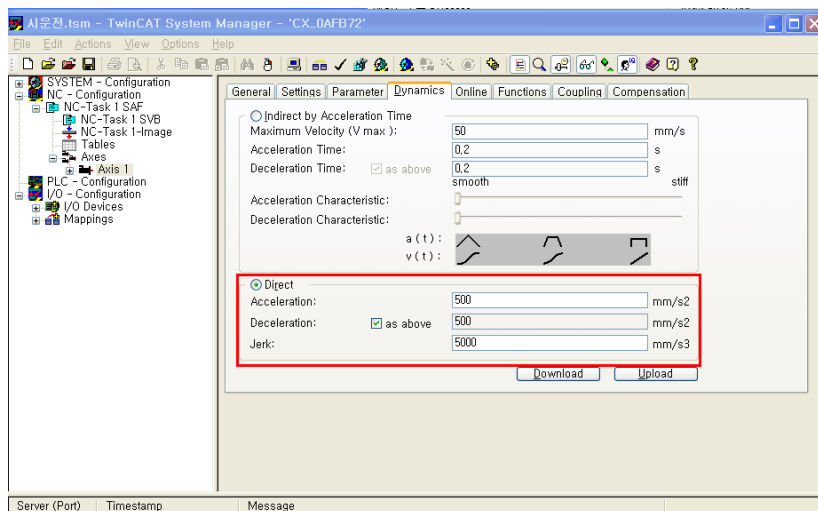 시운전.tsm - TwinCAT System Manager - 'CX_0AFB72'
File Edit Actions View Options Help
SYSTEM - Configuration
NC - Configuration
NC-Task 1 SAF
NC-Task 1 SVB
NC-Task 1-Image
Tables
Axes
Axis 1
PLC - Configuration
I/O - Configuration
I/O Devices
Mappings
General Settings Parameter Dynamics Online Functions Coupling Compensation
Indirect by Acceleration Time
Maximum Velocity (V max ): 50 mm/s
Acceleration Time: 0,2 s
Deceleration Time: as above 0,2 s
smooth stiff
Acceleration Characteristic:
Deceleration Characteristic:
a(t):
v(t):
Direct
Acceleration: 500 mm/s2
Deceleration: as above 500 mm/s2
Jerk: 5000 mm/s3
Download Upload
Server (Port) Timestamp Message